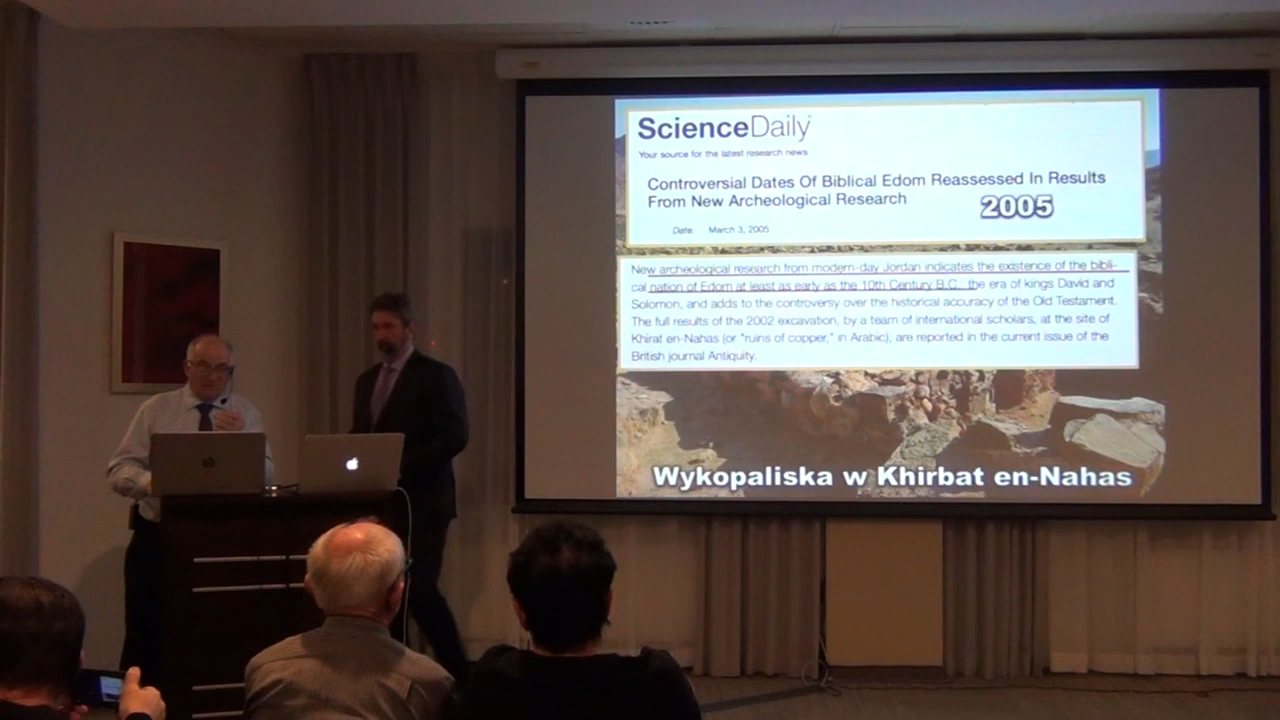 ScienceDaily
Your source for the latest research news
Controversial Dates Of Biblical Edom Reassessed In Results
From New Archeological Research
2005
Date: March 3, 2005
New archeological research from modern-day Jordan indicates the existence of the bibli-
cal nation of Edom at least as early as the 10th Century B.C., the era of kings David and
Solomon, and adds to the controversy over the historical accuracy of the Old Testament.
The full results of the 2002 excavation, by a team of international scholars, at the site of
Khirat en-Nahas (or "ruins of copper," in Arabic), are reported in the current issue of the
British journal Antiquity.
Wykopaliska w Khirbat en-Nahas
hp